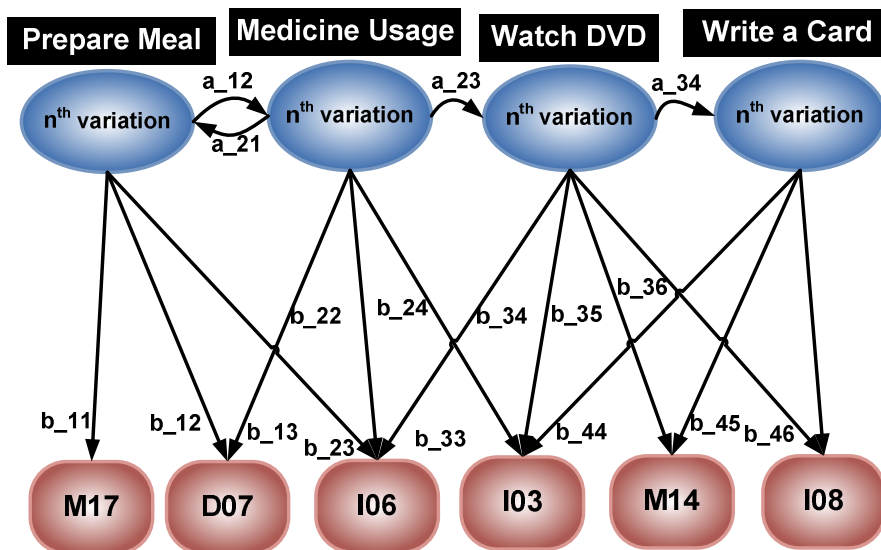 Prepare Meal
Medicine Usage
Watch DVD
Write a Card
a_12
a_23
a_34
nth variation
nth variation
nth variation
nth variation
a_21
b_22
b_24
b_34
b_35
b_36
b_11
b_12
b_13
b_23
b_33
b_44
b_45
b_46
M17
D07
I06
I03
M14
I08